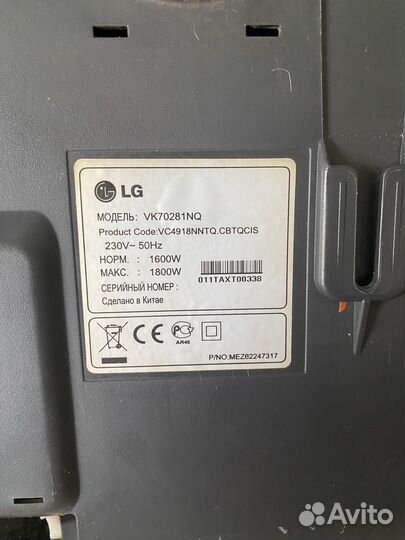 LG
МОДЕЛЬ: VK70281NQ
Product Code:VC4918NNTQ.CBTQCIS
230V~ 50Hz
НОРМ. : 1600W
МАКС. : 1800W
СЕРИЙНЫЙ НОМЕР : 011TAXT00338
Сделано в Китае
CE
АЯ46
P/NO:MEZ62247317
Avito